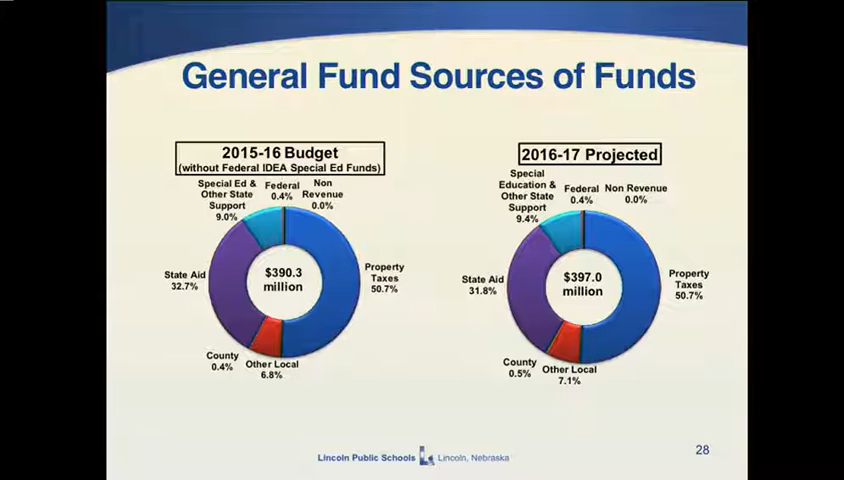 General Fund Sources of Funds
2015-16 Budget
(without Federal IDEA Special Ed Funds)
Special Ed &
Other State
Support
9.0%
Federal
0.4%
Non
Revenue
0.0%
State Aid
32.7%
$390.3
million
Property
Taxes
50.7%
County
0.4%
Other Local
6.8%
2016-17 Projected
Special
Education &
Other State
Support
9.4%
Federal
0.4%
Non Revenue
0.0%
State Aid
31.8%
$397.0
million
Property
Taxes
50.7%
County
0.5%
Other Local
7.1%
Lincoln Public Schools Lincoln, Nebraska
28